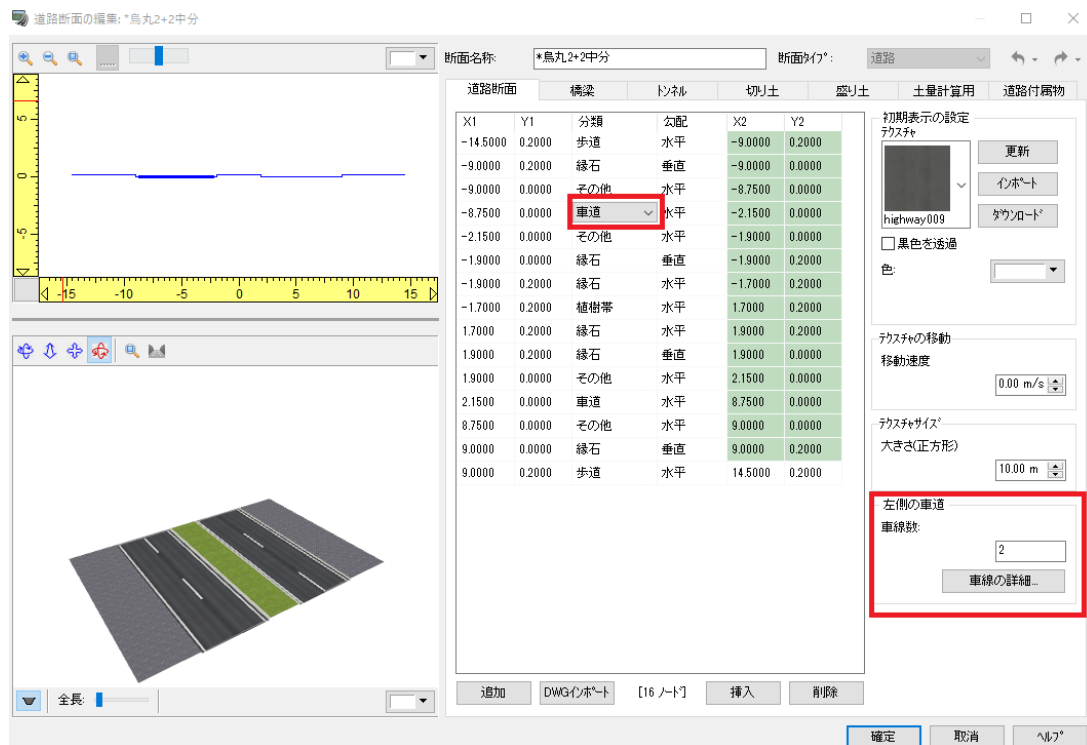 道路断面の編集: *烏丸2+2中分
断面名称: *烏丸2+2中分 断面ﾀｲﾌﾟ: 道路
道路断面 橋梁 ﾄﾝﾈﾙ 切り土 盛り土 土量計算用 道路付属物
X1 Y1 分類 勾配 X2 Y2
-14.5000 0.2000 歩道 水平 -9.0000 0.2000
-9.0000 0.2000 縁石 垂直 -9.0000 0.0000
-9.0000 0.0000 その他 水平 -8.7500 0.0000
-8.7500 0.0000 車道 水平 -2.1500 0.0000
-2.1500 0.0000 その他 水平 -1.9000 0.0000
-1.9000 0.0000 縁石 垂直 -1.9000 0.2000
-1.9000 0.2000 縁石 水平 -1.7000 0.2000
-1.7000 0.2000 植樹帯 水平 1.7000 0.2000
1.7000 0.2000 縁石 水平 1.9000 0.2000
1.9000 0.2000 縁石 垂直 1.9000 0.0000
1.9000 0.0000 その他 水平 2.1500 0.0000
2.1500 0.0000 車道 水平 8.7500 0.0000
8.7500 0.0000 その他 水平 9.0000 0.0000
9.0000 0.0000 縁石 垂直 9.0000 0.2000
9.0000 0.2000 歩道 水平 14.5000 0.2000
追加 DWGｲﾝﾎﾟｰﾄ [16 ﾉｰﾄﾞ] 挿入 削除
初期表示の設定
ﾃｸｽﾁｬ
更新
ｲﾝﾎﾟｰﾄ
ﾀﾞｳﾝﾛｰﾄﾞ
highway009
黒色を透過
色:
ﾃｸｽﾁｬの移動
移動速度
0.00 m/s
ﾃｸｽﾁｬｻｲｽﾞ
大きさ(正方形)
10.00 m
左側の車道
車線数:
2
車線の詳細...
5
0
-5
-15 -10 -5 0 5 10 15
全長:
確定 取消 ﾍﾙﾌﾟ